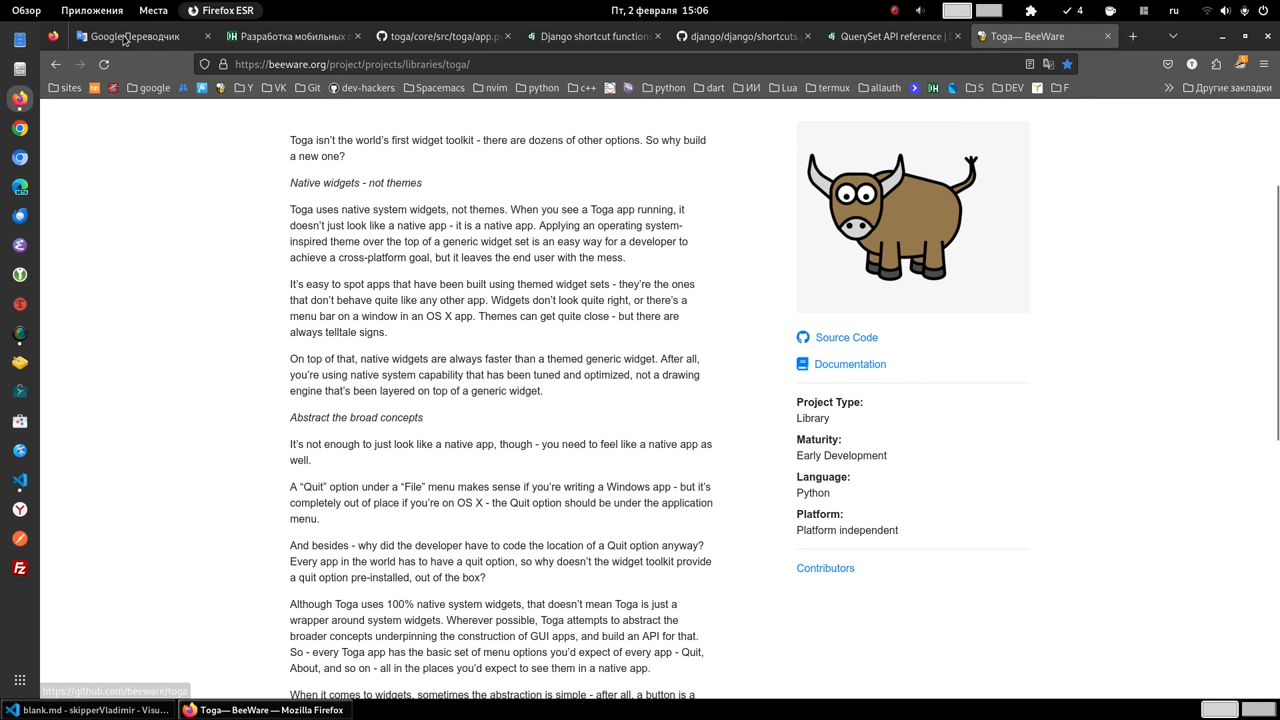 Обзор Приложения Места Firefox ESR Пт, 2 февраля 15:06 4 ru
Google Переводчик Разработка мобильных toga/core/src/toga/app.py Django shortcut functions django/django/shortcuts. QuerySet API reference | Toga— BeeWare
https://beeware.org/project/projects/libraries/toga/
sites google Y VK Git dev-hackers Spacemacs nvim python c++ python dart ИИ Lua termux allauth S DEV F Другие закладки
Toga isn’t the world’s first widget toolkit - there are dozens of other options. So why build
a new one?
Native widgets - not themes
Toga uses native system widgets, not themes. When you see a Toga app running, it
doesn’t just look like a native app - it is a native app. Applying an operating system-
inspired theme over the top of a generic widget set is an easy way for a developer to
achieve a cross-platform goal, but it leaves the end user with the mess.
It’s easy to spot apps that have been built using themed widget sets - they’re the ones
that don’t behave quite like any other app. Widgets don’t look quite right, or there’s a
menu bar on a window in an OS X app. Themes can get quite close - but there are
always telltale signs.
On top of that, native widgets are always faster than a themed generic widget. After all,
you’re using native system capability that has been tuned and optimized, not a drawing
engine that’s been layered on top of a generic widget.
Abstract the broad concepts
It’s not enough to just look like a native app, though - you need to feel like a native app as
well.
A “Quit” option under a “File” menu makes sense if you’re writing a Windows app - but it’s
completely out of place if you’re on OS X - the Quit option should be under the application
menu.
And besides - why did the developer have to code the location of a Quit option anyway?
Every app in the world has to have a quit option, so why doesn’t the widget toolkit provide
a quit option pre-installed, out of the box?
Although Toga uses 100% native system widgets, that doesn’t mean Toga is just a
wrapper around system widgets. Wherever possible, Toga attempts to abstract the
broader concepts underpinning the construction of GUI apps, and build an API for that.
So - every Toga app has the basic set of menu options you’d expect of every app - Quit,
About, and so on - all in the places you’d expect to see them in a native app.
When it comes to widgets, sometimes the abstraction is simple - after all, a button is a
Source Code
Documentation
Project Type:
Library
Maturity:
Early Development
Language:
Python
Platform:
Platform independent
Contributors
https://github.com/beeware/toga
blank.md - skipperVladimir - Visu... Toga— BeeWare — Mozilla Firefox